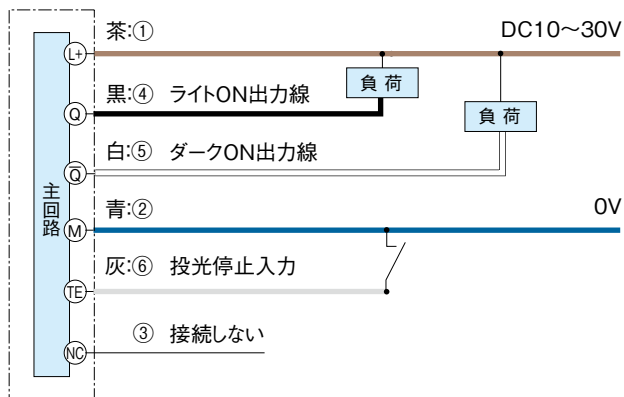 茶:① DC10〜30V
L+
負 荷
黒:④ ライトON出力線
Q
負 荷
白:⑤ ダークON出力線
Q̅
主回路
青:② 0V
M
灰:⑥ 投光停止入力
TE
③ 接続しない
NC